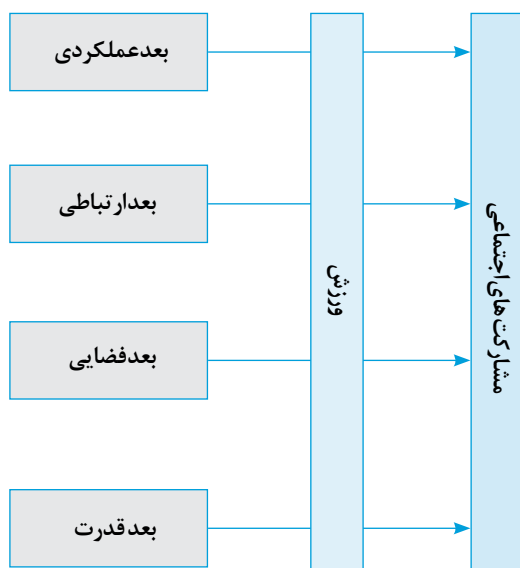 بعدعملکردی
بعدارتباطی
بعدفضایی
بعدقدرت
ورزش
مشارکت‌های اجتماعی